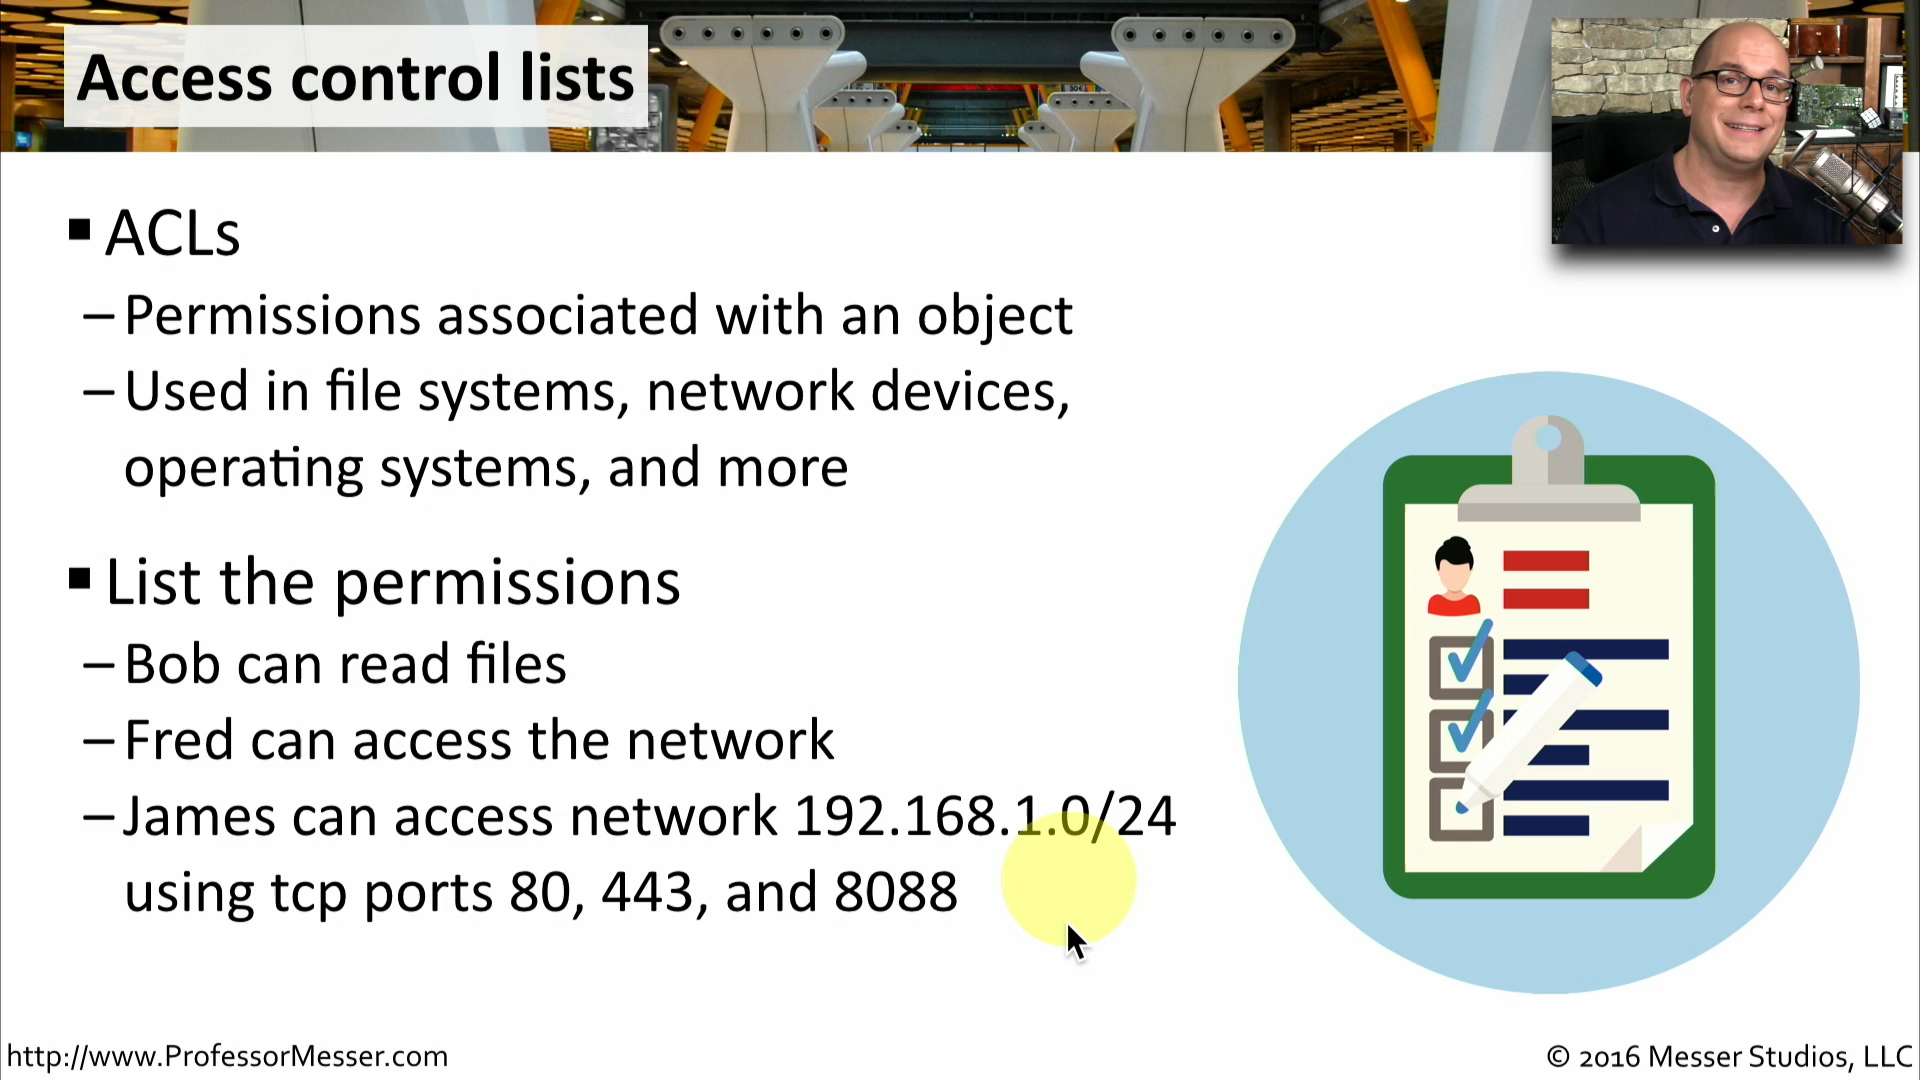 Access control lists
▪ ACLs
– Permissions associated with an object
– Used in file systems, network devices,
operating systems, and more
▪ List the permissions
– Bob can read files
– Fred can access the network
– James can access network 192.168.1.0/24
using tcp ports 80, 443, and 8088
http://www.ProfessorMesser.com
© 2016 Messer Studios, LLC